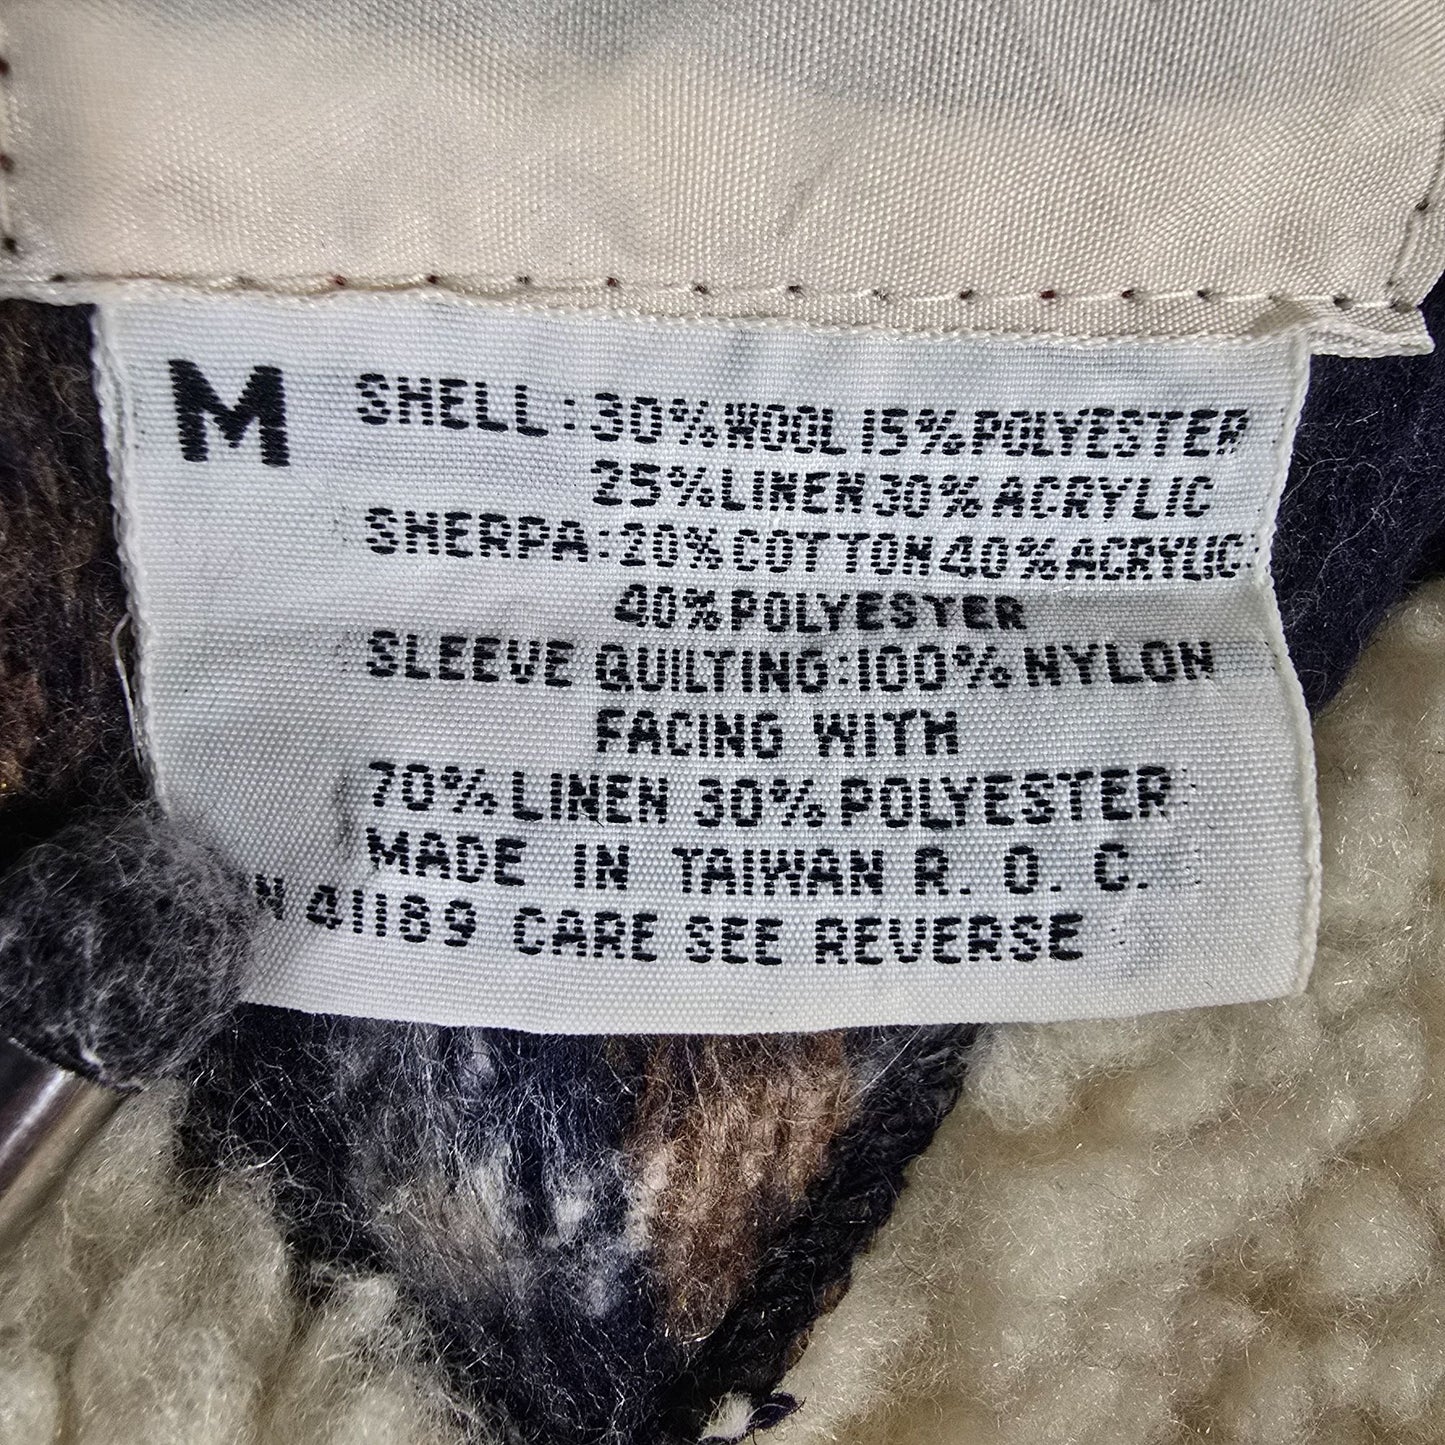 M SHELL: 30% WOOL 15% POLYESTER
25% LINEN 30% ACRYLIC
SHERPA: 20% COTTON 40% ACRYLIC
40% POLYESTER
SLEEVE QUILTING: 100% NYLON
FACING WITH
70% LINEN 30% POLYESTER
MADE IN TAIWAN R. O. C.
N 41189 CARE SEE REVERSE